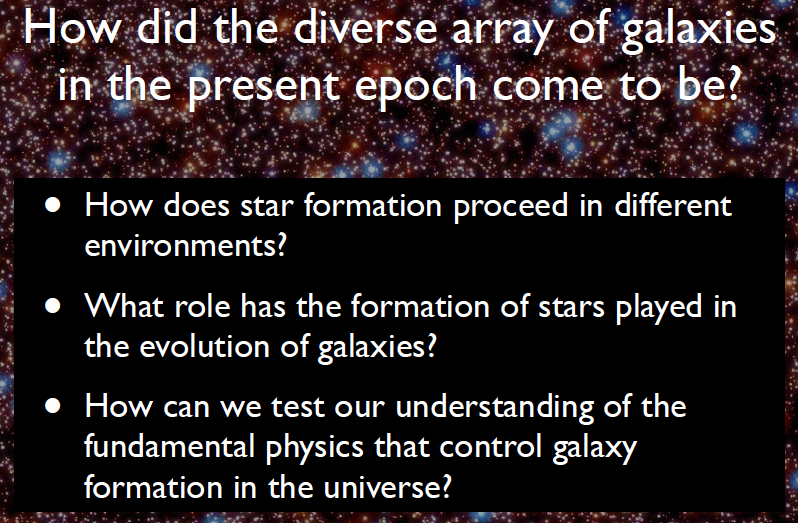 How did the diverse array of galaxies
in the present epoch come to be?
• How does star formation proceed in different
environments?
• What role has the formation of stars played in
the evolution of galaxies?
• How can we test our understanding of the
fundamental physics that control galaxy
formation in the universe?